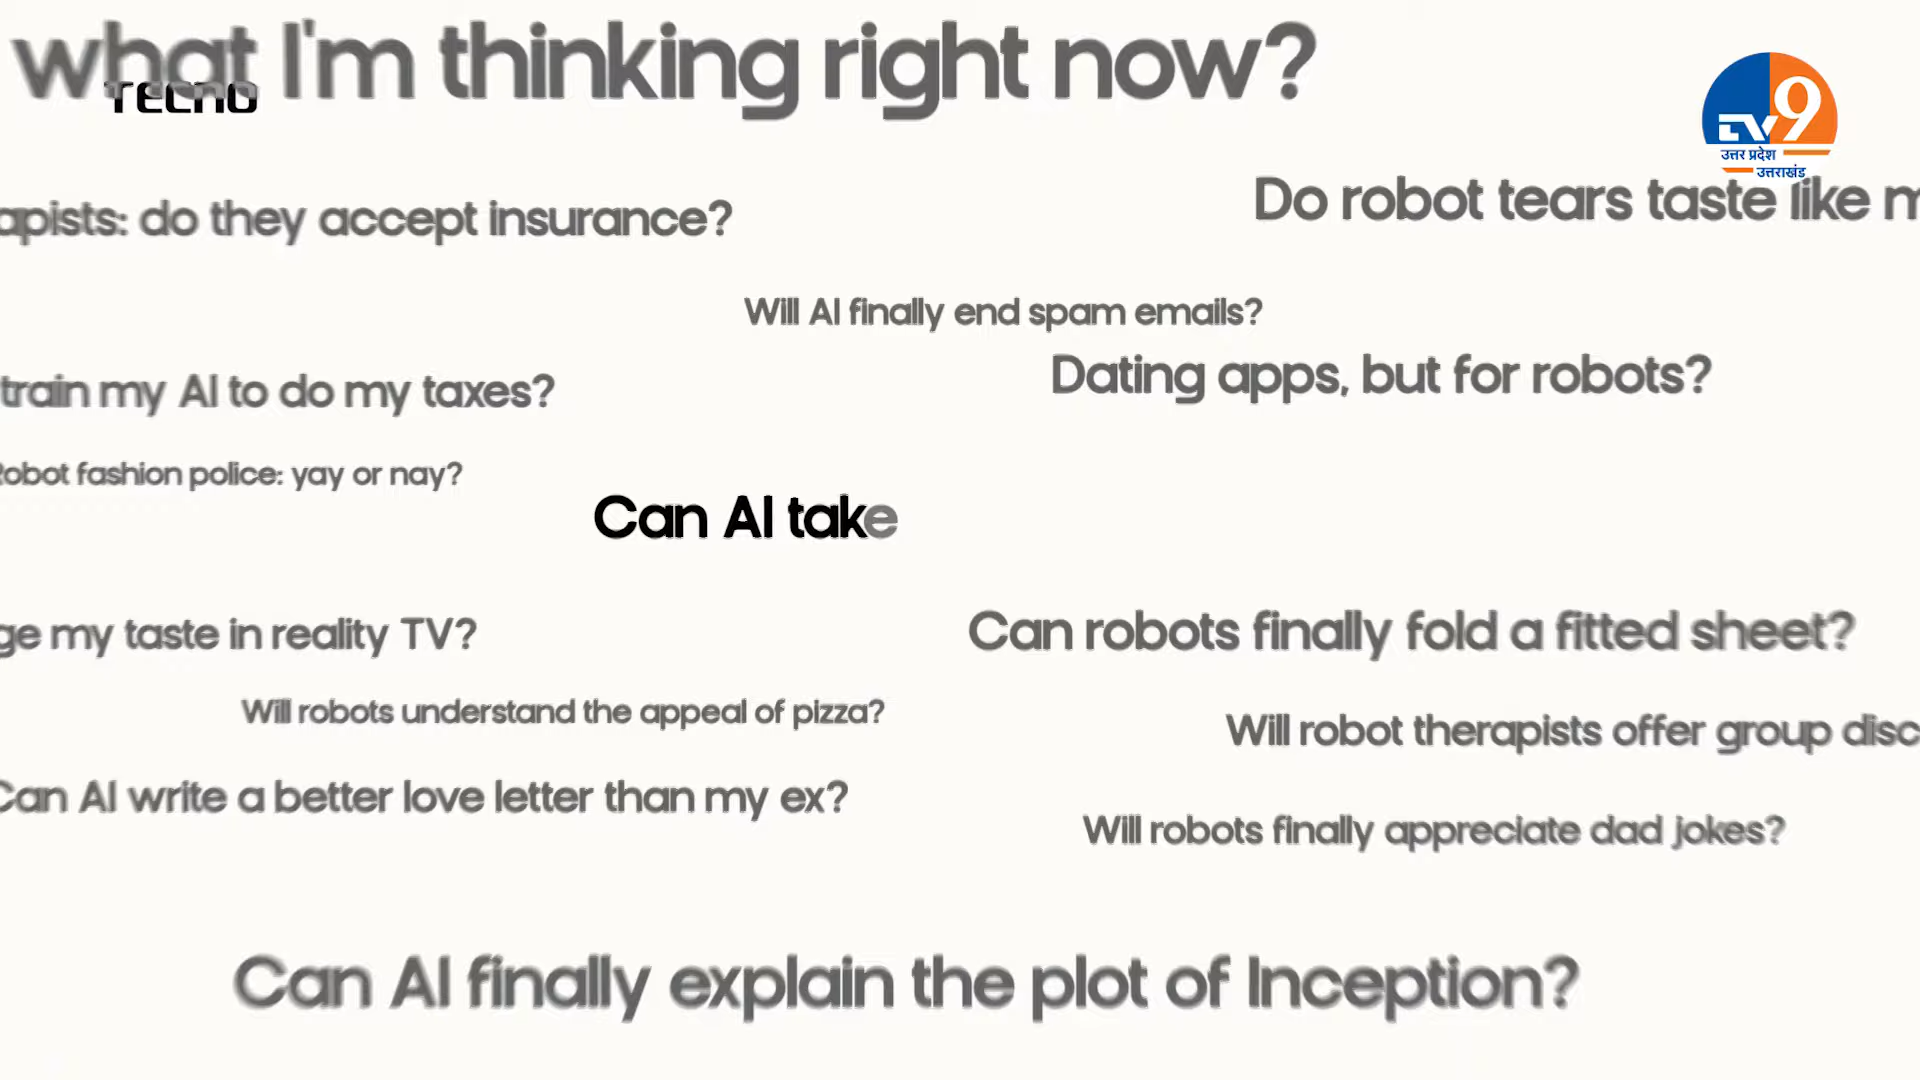 what I'm thinking right now?
TECNO
TV9
उत्तर प्रदेश
उत्तराखंड
apists: do they accept insurance?
Do robot tears taste like m
Will AI finally end spam emails?
train my AI to do my taxes?
Dating apps, but for robots?
Robot fashion police: yay or nay?
Can AI take
ge my taste in reality TV?
Can robots finally fold a fitted sheet?
Will robots understand the appeal of pizza?
Will robot therapists offer group disc
Can AI write a better love letter than my ex?
Will robots finally appreciate dad jokes?
Can AI finally explain the plot of Inception?